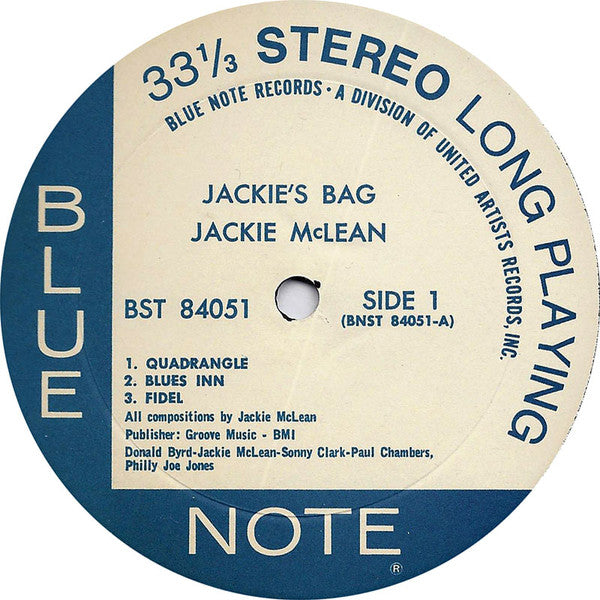 33⅓ STEREO LONG PLAYING
BLUE NOTE RECORDS · A DIVISION OF UNITED ARTISTS RECORDS, INC.
JACKIE'S BAG
JACKIE McLEAN
BST 84051
SIDE 1
(BNST 84051-A)
1. QUADRANGLE
2. BLUES INN
3. FIDEL
All compositions by Jackie McLean
Publisher: Groove Music - BMI
Donald Byrd-Jackie McLean-Sonny Clark-Paul Chambers,
Philly Joe Jones
BLUE
NOTE
®